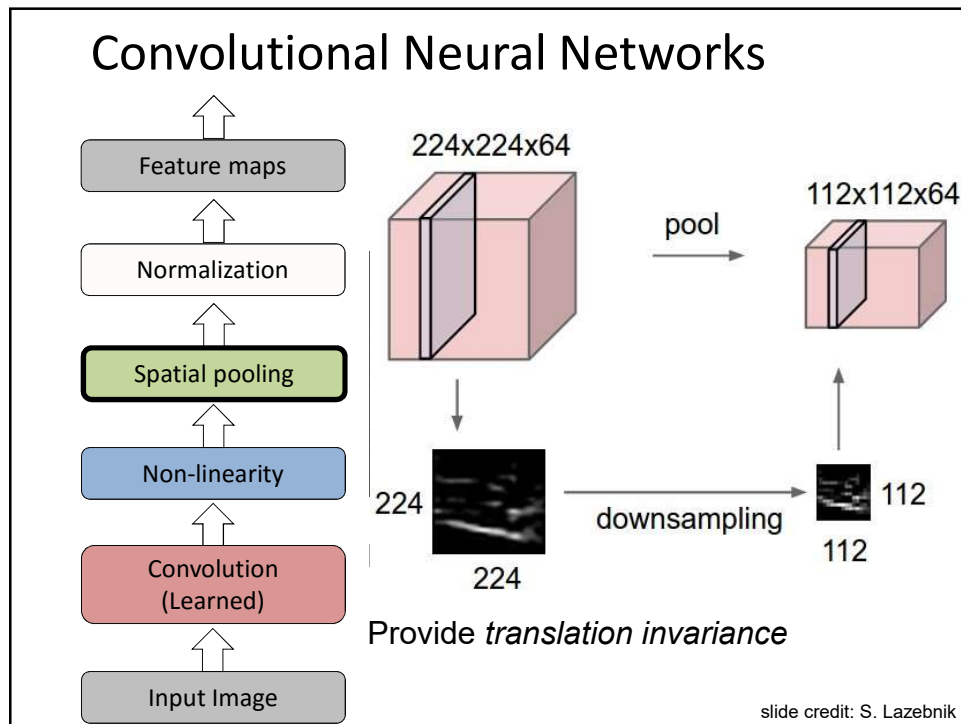 Convolutional Neural Networks
Feature maps
Normalization
Spatial pooling
Non-linearity
Convolution
(Learned)
Input Image
224x224x64
pool
112x112x64
224
224
downsampling
112
112
Provide translation invariance
slide credit: S. Lazebnik